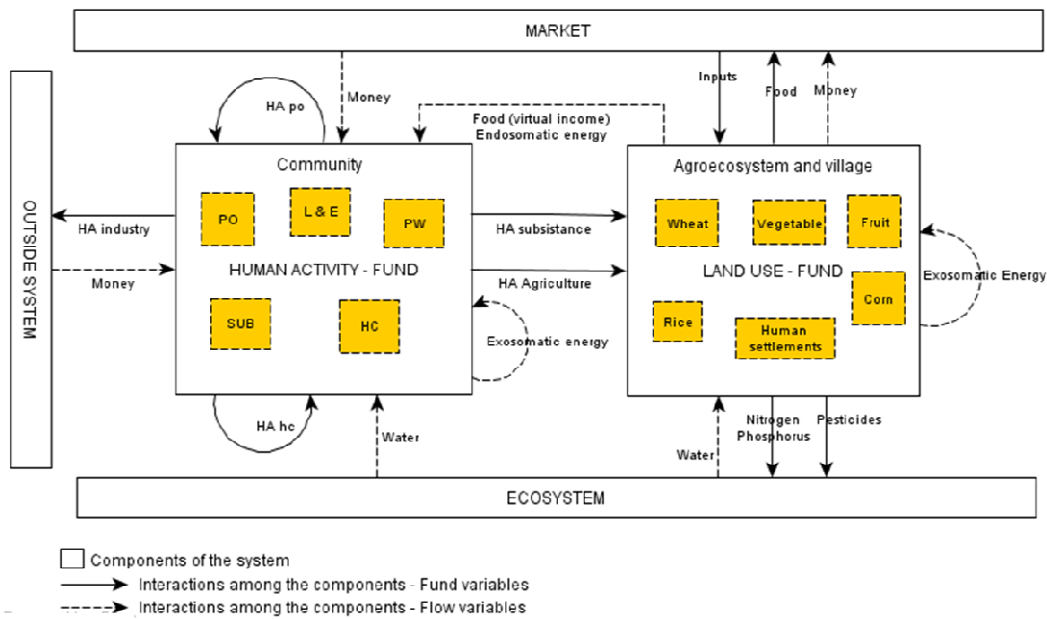 MARKET
Inputs
Food
Money
Money
HA po
Food (virtual income)
Endosomatic energy
OUTSIDE SYSTEM
Community
PO
L & E
PW
HUMAN ACTIVITY - FUND
SUB
HC
HA industry
Money
HA subsistance
HA Agriculture
Exosomatic energy
HA hc
Water
Agroecosystem and village
Wheat
Vegetable
Fruit
LAND USE - FUND
Corn
Rice
Human
settlements
Exosomatic Energy
Water
Nitrogen
Phosphorus
Pesticides
ECOSYSTEM
Components of the system
Interactions among the components - Fund variables
Interactions among the components - Flow variables